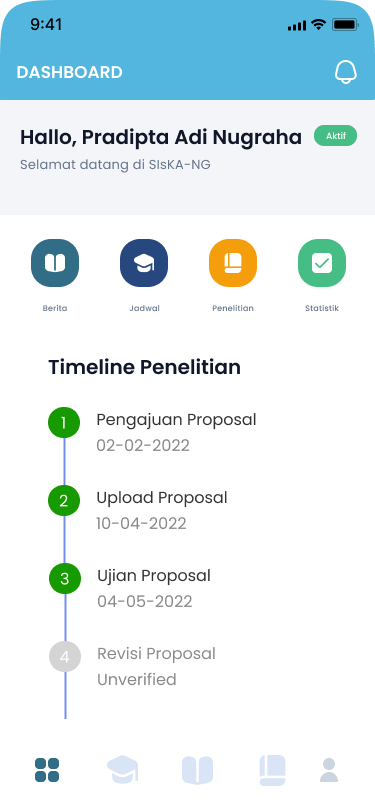 9:41
DASHBOARD
Hallo, Pradipta Adi Nugraha
Aktif
Selamat datang di SIsKA-NG
Berita
Jadwal
Penelitian
Statistik
Timeline Penelitian
1
Pengajuan Proposal
02-02-2022
2
Upload Proposal
10-04-2022
3
Ujian Proposal
04-05-2022
4
Revisi Proposal
Unverified